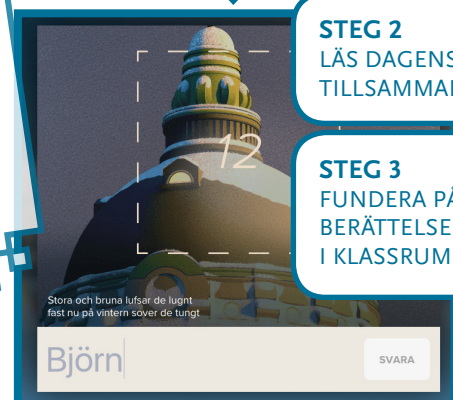 STEG 2
LÄS DAGENS
STEG 3
FUNDERA PÅ
BERÄTTELSE
I KLASSRUM
12
Stora och bruna lufsar de lugnt
fast nu på vintern sover de tungt
Björn
SVARA